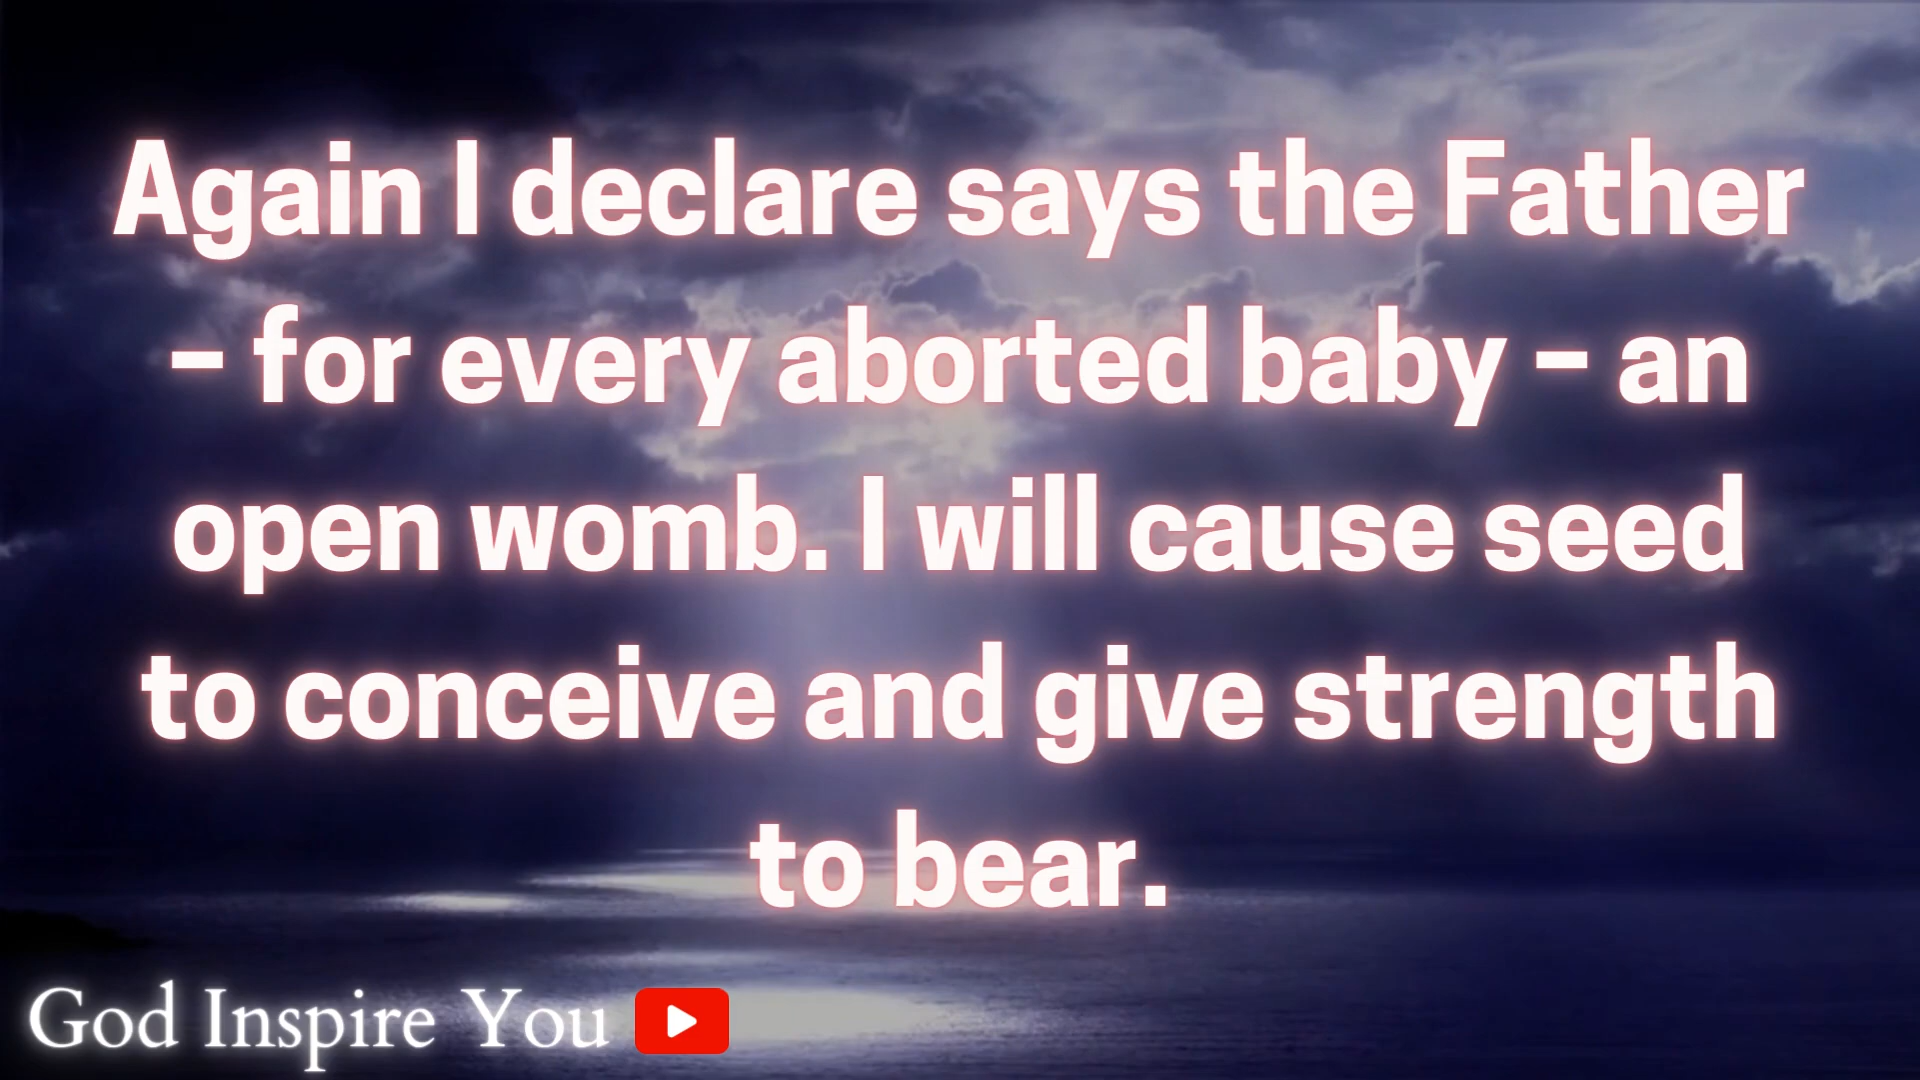 Again I declare says the Father
– for every aborted baby – an
open womb. I will cause seed
to conceive and give strength
to bear.
God Inspire You